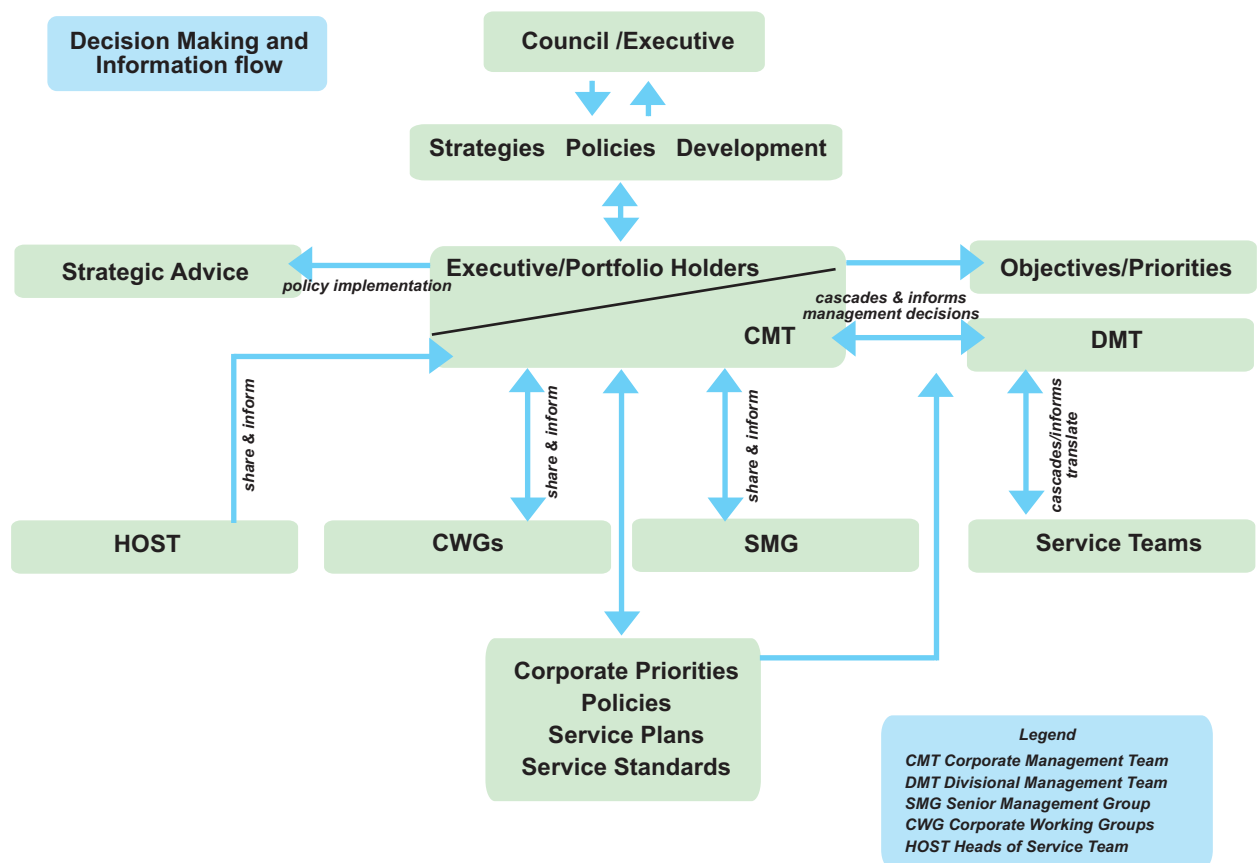 Decision Making and
Information flow
Council /Executive
Strategies Policies Development
Strategic Advice
policy implementation
Executive/Portfolio Holders
CMT
Objectives/Priorities
cascades & informs
management decisions
DMT
share & inform
share & inform
share & inform
cascades/informs
translate
HOST
CWGs
SMG
Service Teams
Corporate Priorities
Policies
Service Plans
Service Standards
Legend
CMT Corporate Management Team
DMT Divisional Management Team
SMG Senior Management Group
CWG Corporate Working Groups
HOST Heads of Service Team